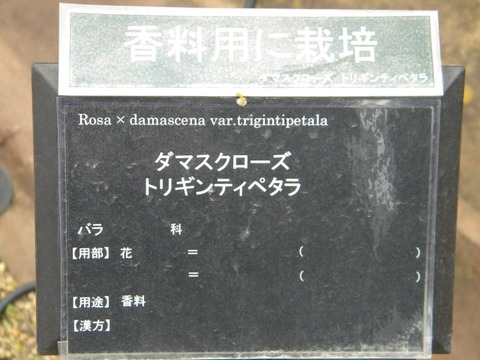 香料用に栽培
ダマスクローズ トリギンティペタラ
Rosa × damascena var.trigintipetala
ダマスクローズ
トリギンティペタラ
バラ 科
【用部】 花 = ( )
= ( )
【用途】 香料
【漢方】